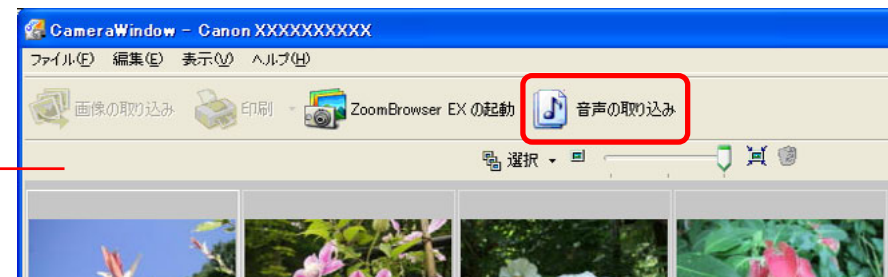 CameraWindow - Canon XXXXXXXXXX
ファイル(F) 編集(E) 表示(V) ヘルプ(H)
画像の取り込み 印刷 ZoomBrowser EX の起動 音声の取り込み
選択